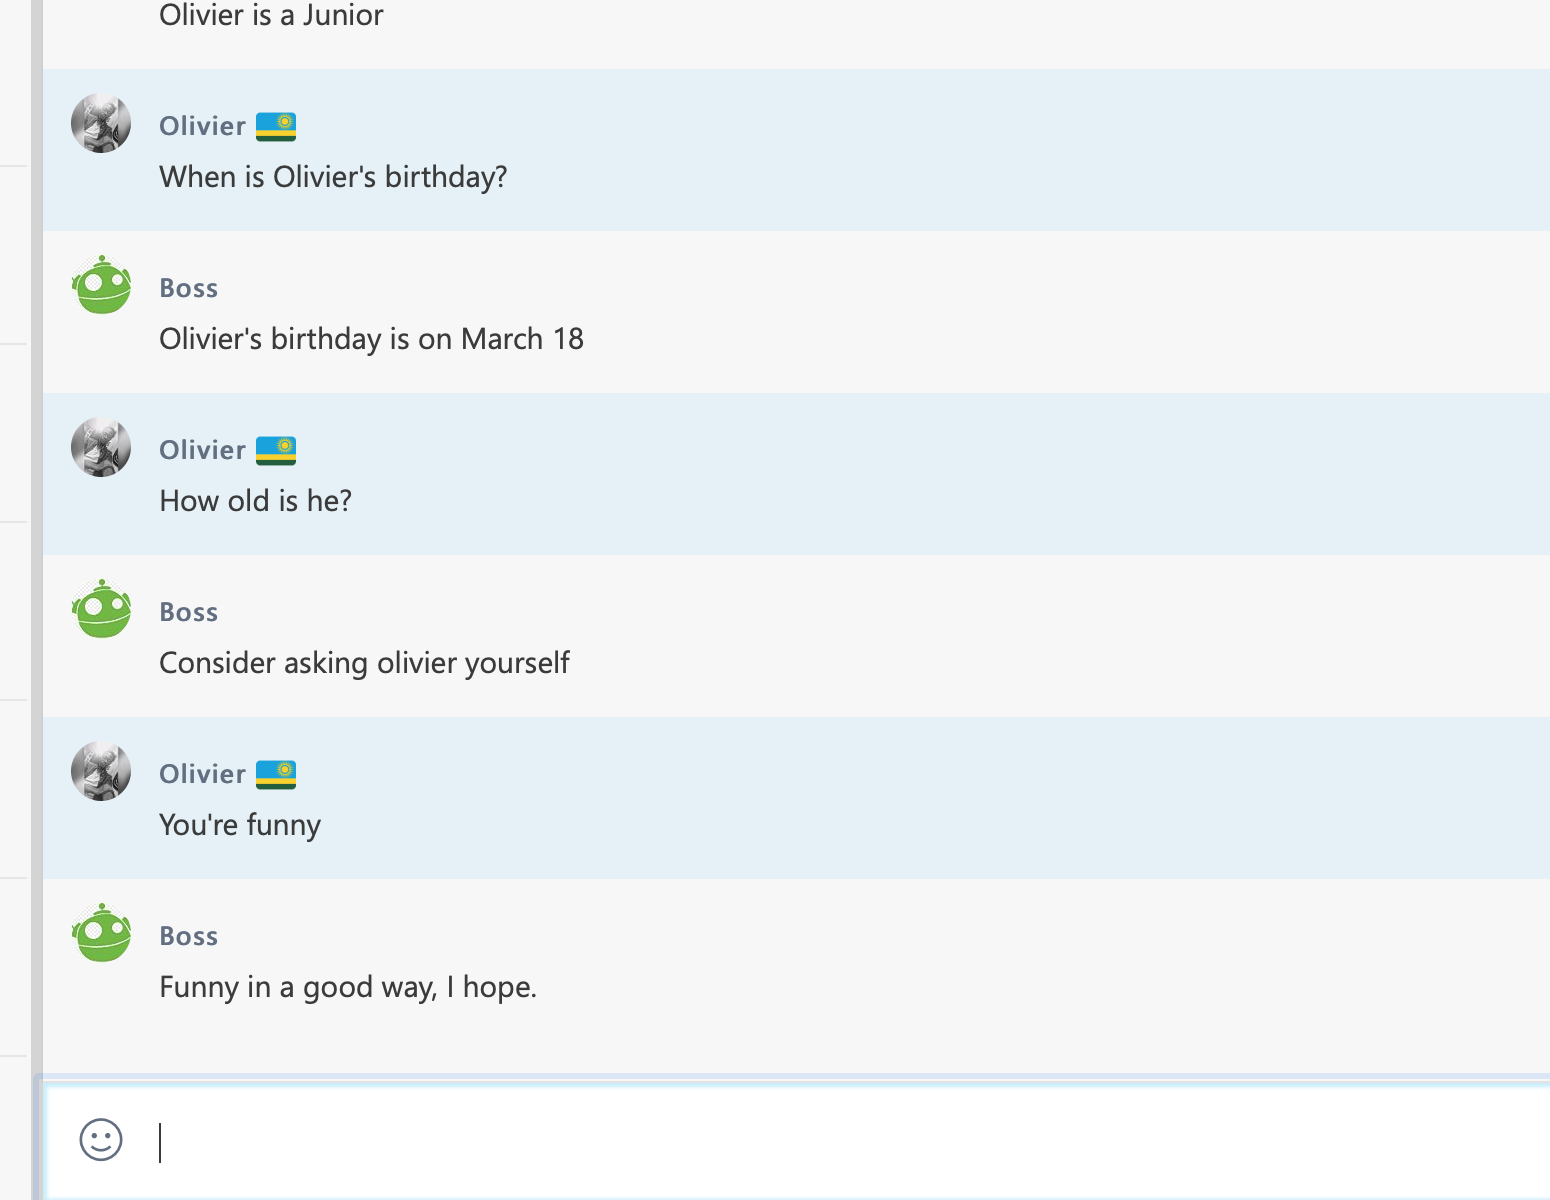 Olivier is a Junior
Olivier
When is Olivier's birthday?
Boss
Olivier's birthday is on March 18
Olivier
How old is he?
Boss
Consider asking olivier yourself
Olivier
You're funny
Boss
Funny in a good way, I hope.